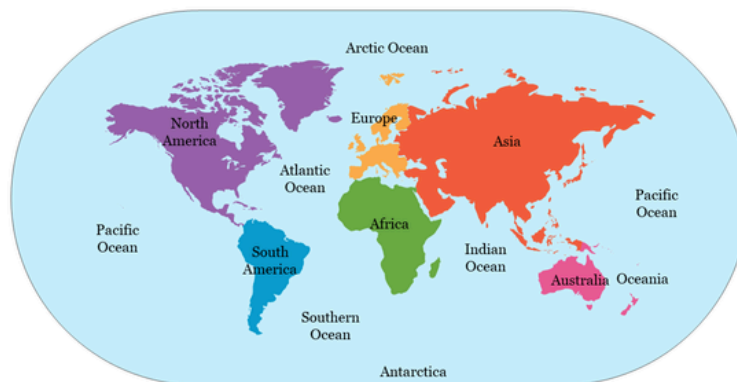 Arctic Ocean
North
America
Europe
Asia
Atlantic
Ocean
Pacific
Ocean
Africa
Pacific
Ocean
South
America
Indian
Ocean
Australia
Oceania
Southern
Ocean
Antarctica